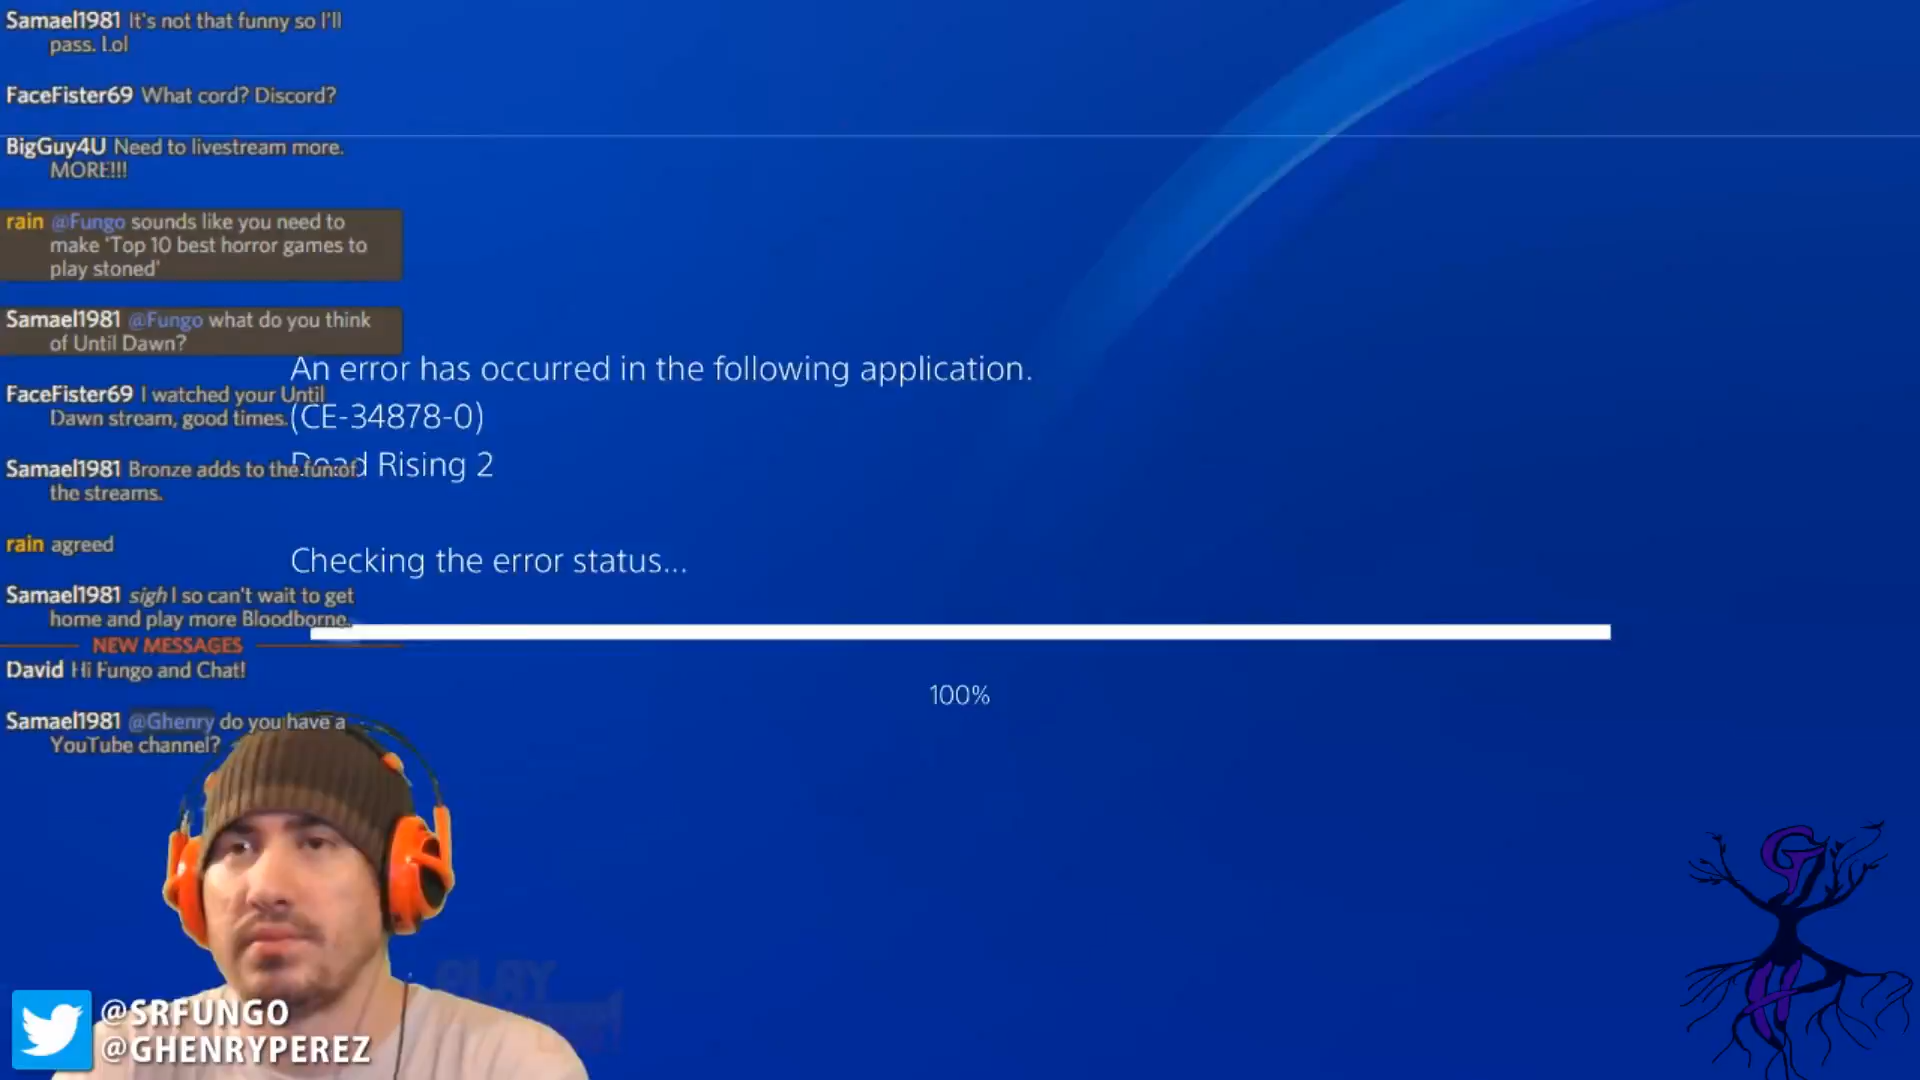 Samael1981 It's not that funny so I'll
pass. Lol
FaceFister69 What cord? Discord?
BigGuy4U Need to livestream more.
MORE!!!
rain @Fungo sounds like you need to
make 'Top 10 best horror games to
play stoned'
Samael1981 @Fungo what do you think
of Until Dawn?
FaceFister69 I watched your Until
Dawn stream, good times.
Samael1981 Bronze adds to the fun of
the streams.
rain agreed
Samael1981 sigh I so can't wait to get
home and play more Bloodborne.
NEW MESSAGES
David Hi Fungo and Chat!
Samael1981 @Ghenry do you have a
YouTube channel?
An error has occurred in the following application.
(CE-34878-0)
Dead Rising 2
Checking the error status...
100%
PLAY
@SRFUNGO
@GHENRYPEREZ